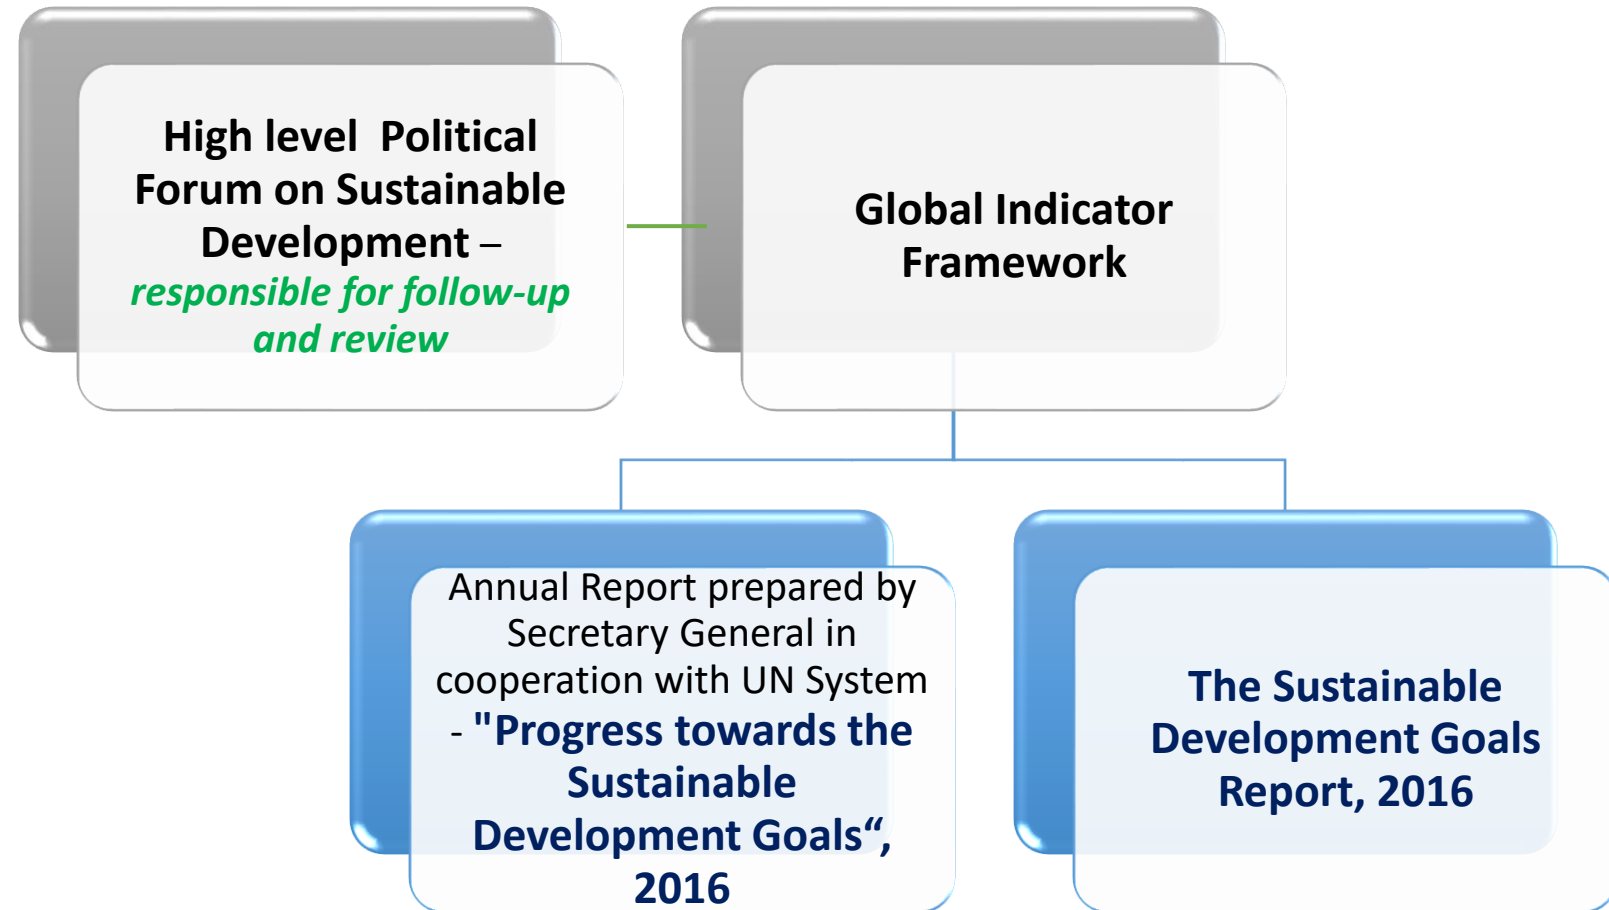 High level  Political
Forum on Sustainable
Development –
responsible for follow-up
and review
Global Indicator
Framework
Annual Report prepared by
Secretary General in
cooperation with UN System
- "Progress towards the
Sustainable
Development Goals“,
2016
The Sustainable
Development Goals
Report, 2016